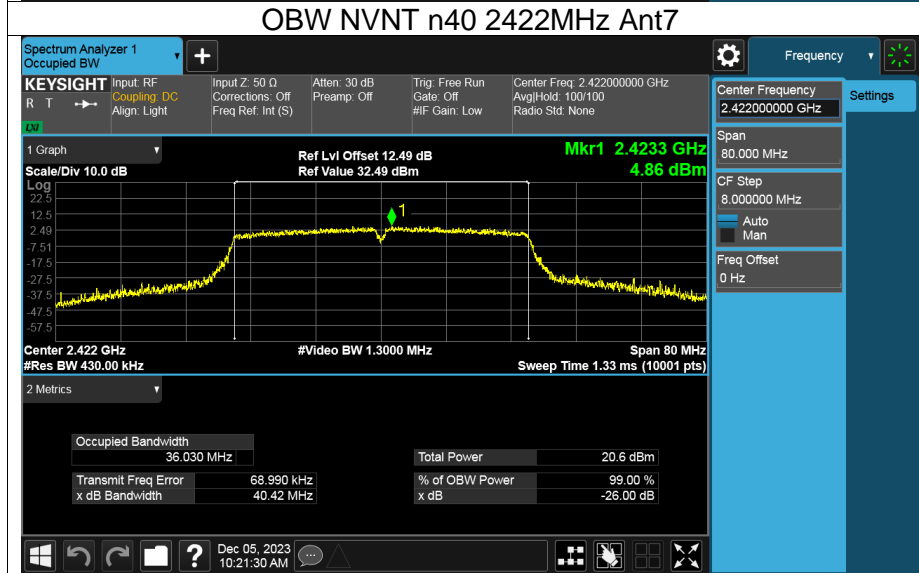 OBW NVNT n40 2422MHz Ant7
Spectrum Analyzer 1
Occupied BW
+
Frequency
KEYSIGHT
R T
LXI
Input: RF
Coupling: DC
Align: Light
Input Z: 50 Ω
Corrections: Off
Freq Ref: Int (S)
Atten: 30 dB
Preamp: Off
Trig: Free Run
Gate: Off
#IF Gain: Low
Center Freq: 2.422000000 GHz
Avg|Hold: 100/100
Radio Std: None
Center Frequency
2.422000000 GHz
Settings
Span
80.000 MHz
CF Step
8.000000 MHz
Auto
Man
Freq Offset
0 Hz
1 Graph
Ref Lvl Offset 12.49 dB
Mkr1 2.4233 GHz
Scale/Div 10.0 dB
Ref Value 32.49 dBm
4.86 dBm
Log
22.5
12.5
2.49
-7.51
-17.5
-27.5
-37.5
-47.5
-57.5
1
Center 2.422 GHz
#Video BW 1.3000 MHz
Span 80 MHz
#Res BW 430.00 kHz
Sweep Time 1.33 ms (10001 pts)
2 Metrics
Occupied Bandwidth
36.030 MHz
Total Power 20.6 dBm
Transmit Freq Error 68.990 kHz
% of OBW Power 99.00 %
x dB Bandwidth 40.42 MHz
x dB -26.00 dB
?
Dec 05, 2023
10:21:30 AM